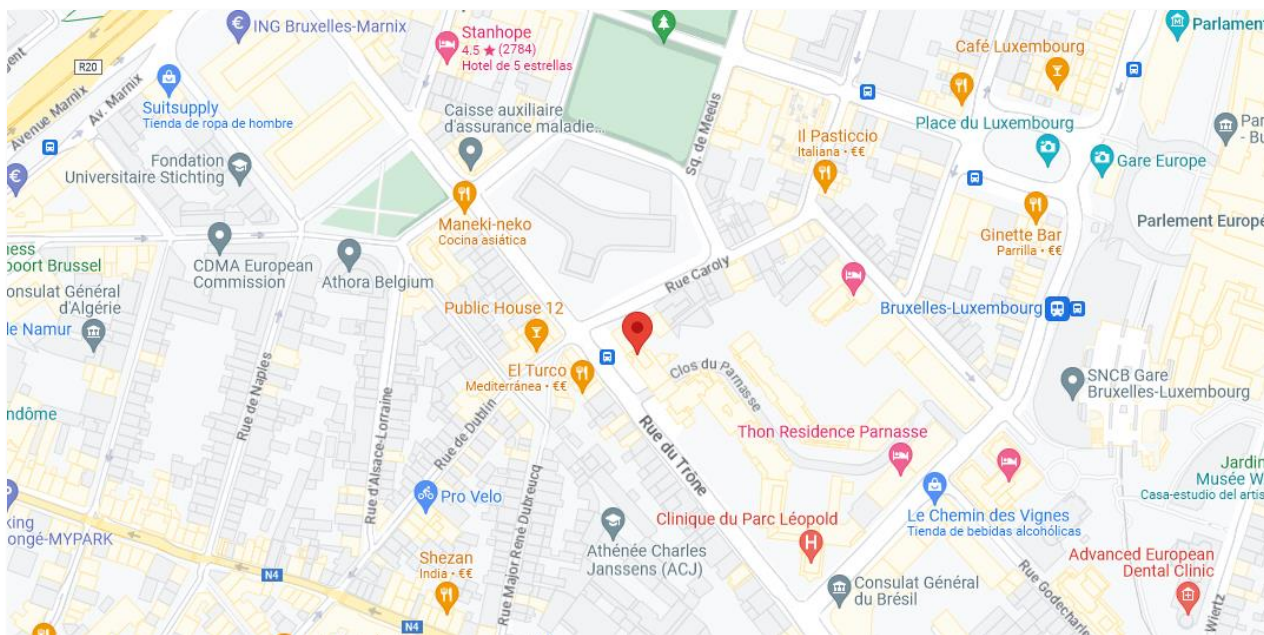 ING Bruxelles-Marnix
Stanhope
4.5 ★ (2784)
Hotel de 5 estrellas
Parlament
Café Luxembourg
R20
Av. Marnix
Avenue Marnix
Suitsupply
Tienda de ropa de hombre
Caisse auxiliaire
d'assurance maladie...
Sq. de Meeûs
Place du Luxembourg
Il Pasticcio
Italiana • €€
Gare Europe
Fondation
Universitaire Stichting
Maneki-neko
Cocina asiática
Ginette Bar
Parrilla • €€
Parlement Europé
CDMA European
Commission
Athora Belgium
Rue Caroly
onsulat Général
d'Algérie
le Namur
Public House 12
Bruxelles-Luxembourg
El Turco
Mediterránea • €€
Clos du Parnasse
SNCB Gare
Bruxelles-Luxembourg
Rue de Naples
Rue d'Alsace-Lorraine
Rue de Dublin
Rue du Trône
Thon Residence Parnasse
ndôme
Pro Velo
Rue Major René Dubreucq
Jardin
Musée W
Casa-estudio del artis
Le Chemin des Vignes
Tienda de bebidas alcohólicas
Clinique du Parc Léopold
H
king
ongé-MYPARK
Athénée Charles
Janssens (ACJ)
Shezan
India • €€
N4
N4
Advanced European
Dental Clinic
Consulat Général
du Brésil
Rue Godecharle
Wiertz